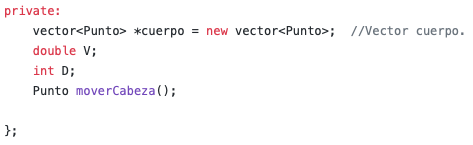 private:
    vector<Punto> *cuerpo = new vector<Punto>;  //Vector cuerpo.
    double V;
    int D;
    Punto moverCabeza();
};